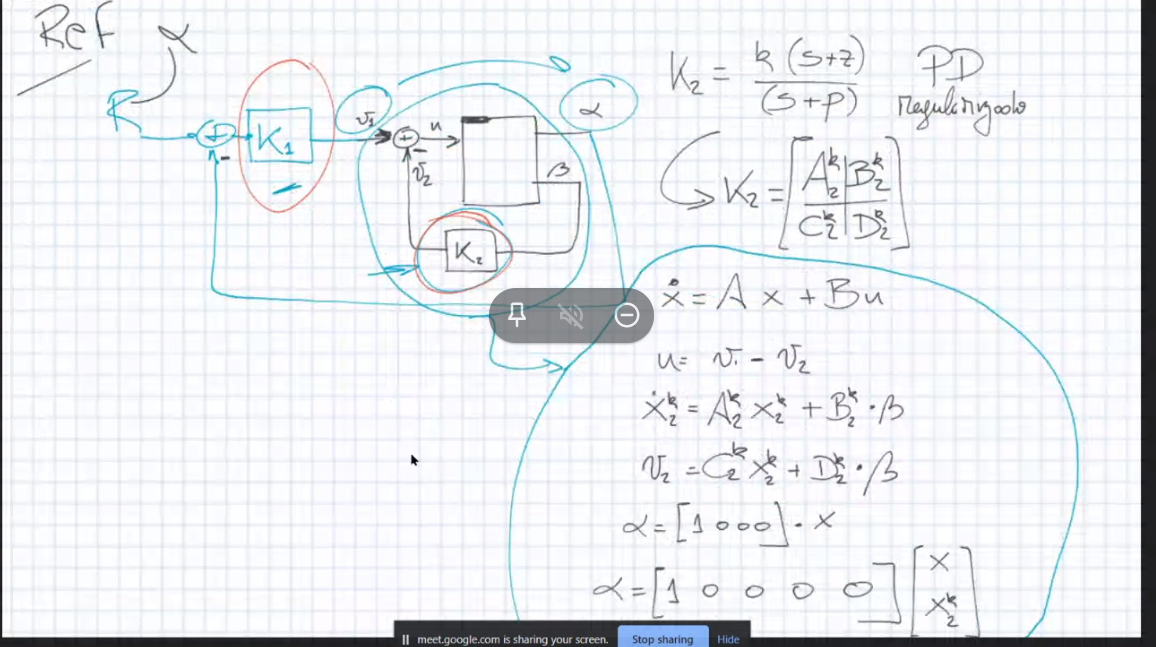 Ref α
R
+
-
K₁
v₁
+
-
u
v₂
α
β
K₂
K₂ = k (s+z) / (s+p) PD
K₂ = [A₂ᵏ | B₂ᵏ
C₂ᵏ | D₂ᵏ]
ẋ = A x + B u
u = v₁ - v₂
ẋ₂ᵏ = A₂ᵏ x₂ᵏ + B₂ᵏ · β
v₂ = C₂ᵏ x₂ᵏ + D₂ᵏ · β
α = [1 0 0 0] · x
α = [1 0 0 0 0] [x
x₂ᵏ]
meet.google.com is sharing your screen. Stop sharing Hide